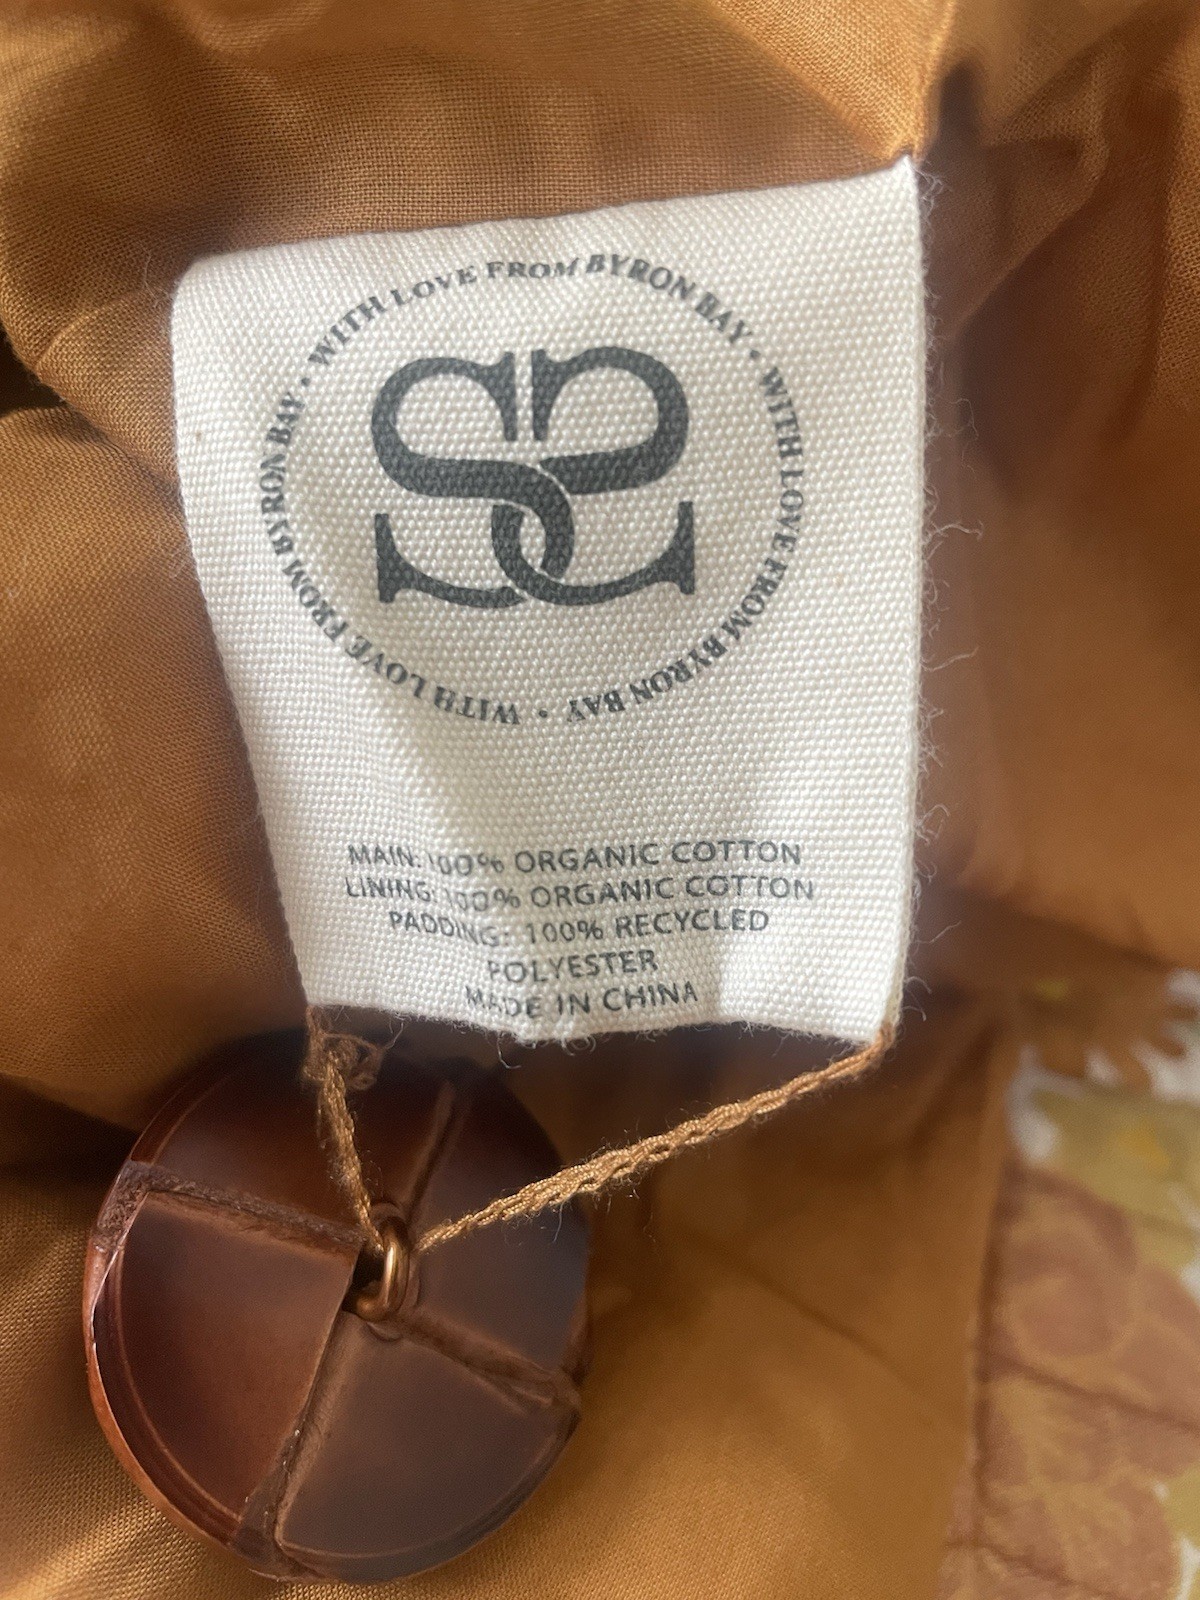 WITH LOVE FROM BYRON BAY • WITH LOVE FROM BYRON BAY • WITH LOVE FROM BYRON BAY •
SS
MAIN: 100% ORGANIC COTTON
LINING: 100% ORGANIC COTTON
PADDING: 100% RECYCLED
POLYESTER
MADE IN CHINA